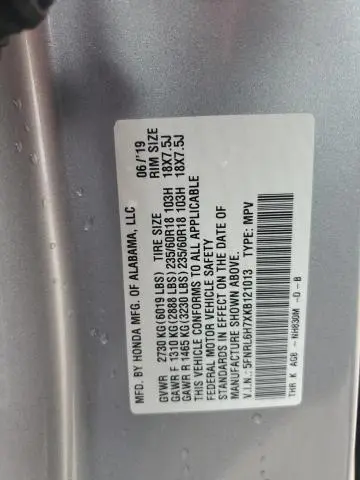 MFD. BY HONDA MFG. OF ALABAMA, LLC
06/'19
GVWR 2730 KG(6019 LBS) TIRE SIZE RIM SIZE
GAWR F 1310 KG(2888 LBS)235/60R18 103H 18X7.5J
GAWR R 1465 KG(3230 LBS)235/60R18 103H 18X7.5J
THIS VEHICLE CONFORMS TO ALL APPLICABLE
FEDERAL MOTOR VEHICLE SAFETY
STANDARDS IN EFFECT ON THE DATE OF
MANUFACTURE SHOWN ABOVE.
V.I.N.: 5FNRL6H7XKB121013 TYPE: MPV
THR K AG8 - NH830M -D -B